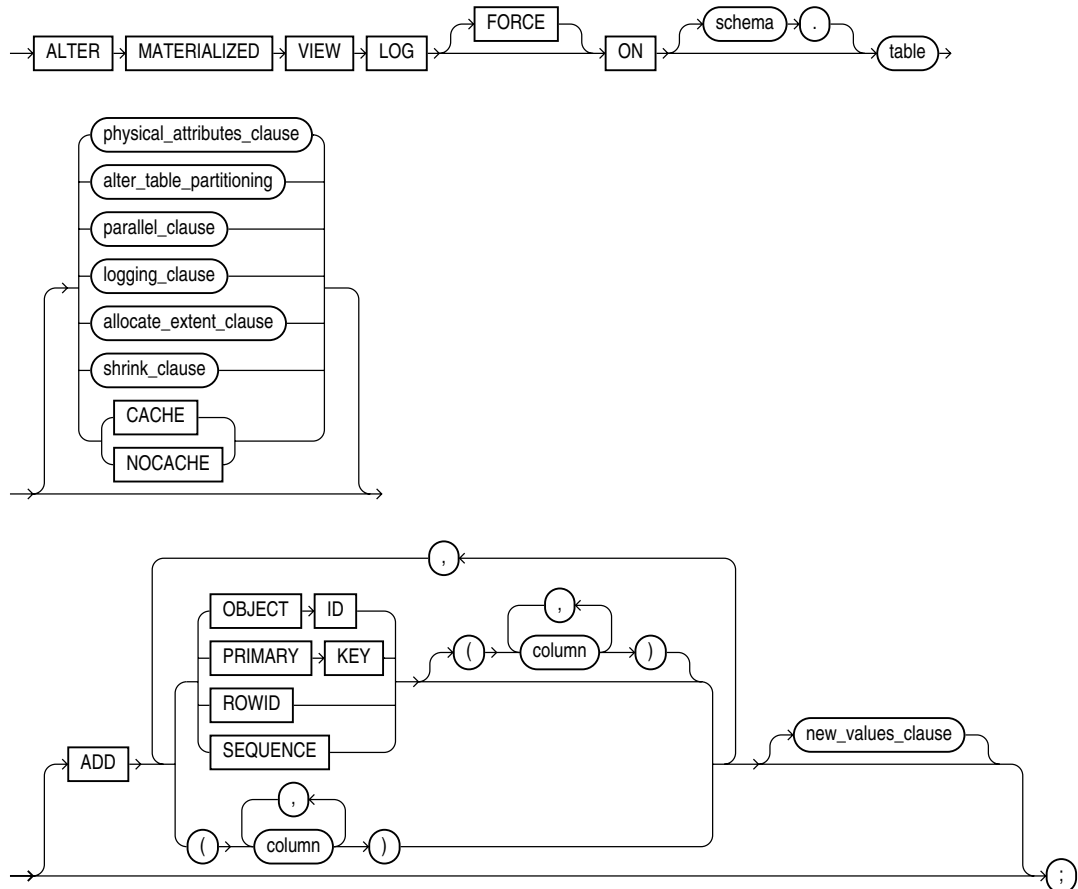 ALTER MATERIALIZED VIEW LOG FORCE ON schema . table
physical_attributes_clause
alter_table_partitioning
parallel_clause
logging_clause
allocate_extent_clause
shrink_clause
CACHE
NOCACHE
,
OBJECT ID
PRIMARY KEY
ROWID
SEQUENCE
,
( column )
ADD
new_values_clause
,
( column )
;